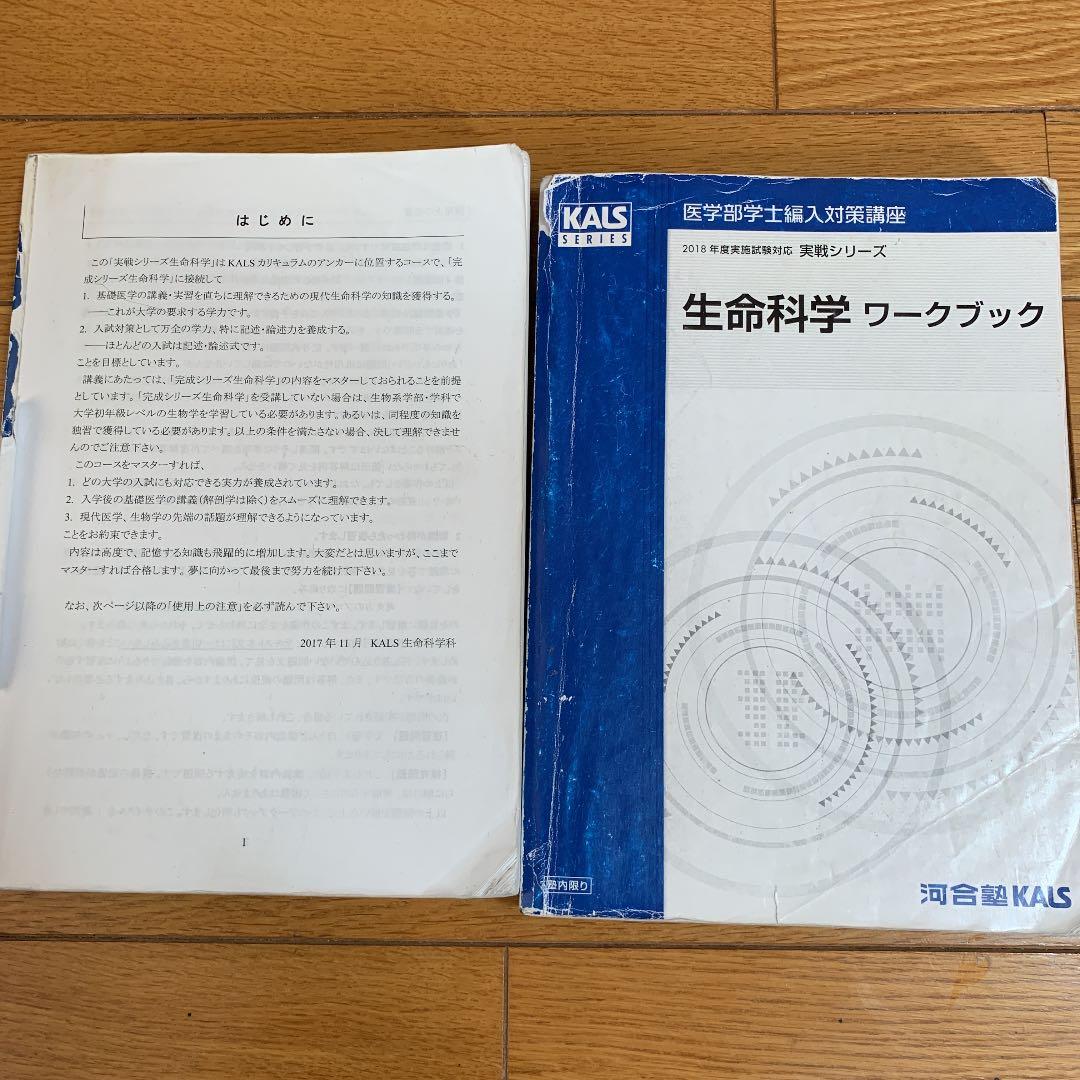 はじめに
この「実戦シリーズ生命科学」はKALSカリキュラムのアンカーに位置するコースで、「完
成シリーズ生命科学」に接続して
1. 基礎医学の講義・実習を直ちに理解できるための現代生命科学の知識を獲得する。
――これが大学の要求する学力です。
2. 入試対策として万全の学力、特に記述・論述力を養成する。
――ほとんどの入試は記述・論述式です。
ことを目標としています。
講義にあたっては、「完成シリーズ生命科学」の内容をマスターしておられることを前提
としています。「完成シリーズ生命科学」を受講していない場合は、生物系学部・学科で
大学初年級レベルの生物学を学習している必要があります。あるいは、同程度の知識を
独習で獲得している必要があります。以上の条件を満たさない場合、決して理解できませ
んのでご注意下さい。
このコースをマスターすれば、
1. どの大学の入試にも対応できる実力が養成されています。
2. 入学後の基礎医学の講義(解剖学は除く)をスムーズに理解できます。
3. 現代医学、生物学の先端の話題が理解できるようになっています。
ことをお約束できます。
内容は高度で、記憶する知識も飛躍的に増加します。大変だとは思いますが、ここまで
マスターすれば合格します。夢に向かって最後まで努力を続けて下さい。
なお、次ページ以降の「使用上の注意」を必ず読んで下さい。
2017年11月 KALS生命科学科
I
KALS
SERIES
医学部学士編入対策講座
2018年度実施試験対応 実戦シリーズ
生命科学 ワークブック
塾内限り
河合塾KALS